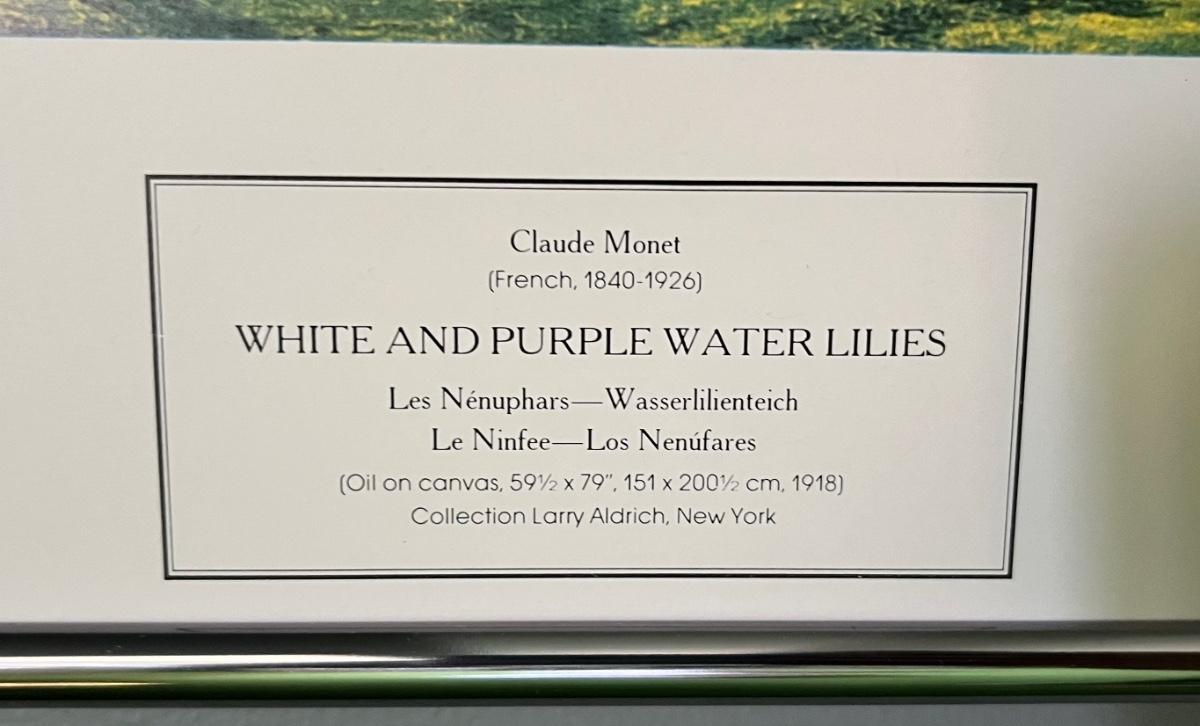 Claude Monet
(French, 1840-1926)
WHITE AND PURPLE WATER LILIES
Les Nénuphars—Wasserlilienteich
Le Ninfee—Los Nenúfares
(Oil on canvas, 59½ x 79", 151 x 200½ cm, 1918)
Collection Larry Aldrich, New York